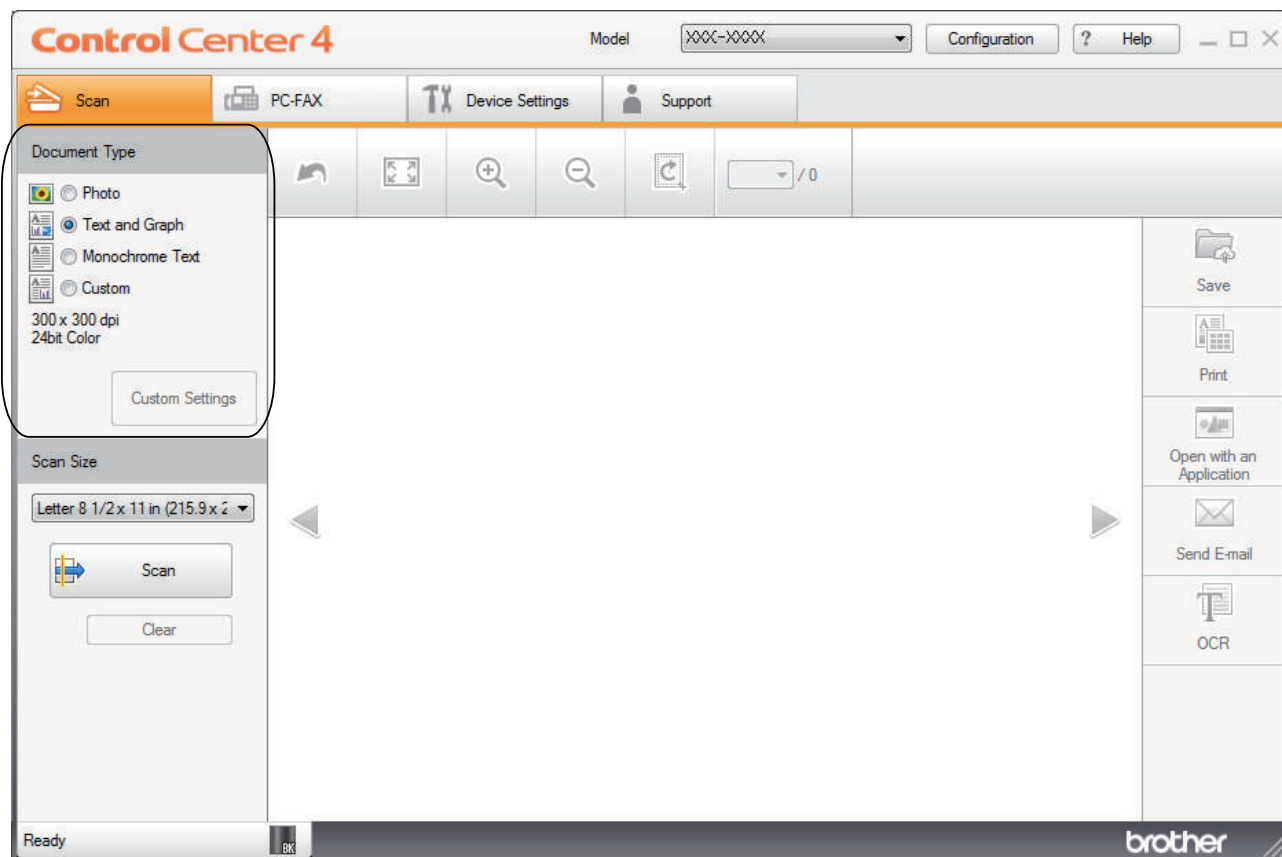 Control Center 4
Model
XXX-XXXX
Configuration
? Help
Scan
PC-FAX
Device Settings
Support
Document Type
Photo
Text and Graph
Monochrome Text
Custom
300 x 300 dpi
24bit Color
Custom Settings
/ 0
Scan Size
Letter 8 1/2 x 11 in (215.9 x 2
Scan
Clear
Save
Print
Open with an
Application
Send E-mail
OCR
Ready
BK
brother